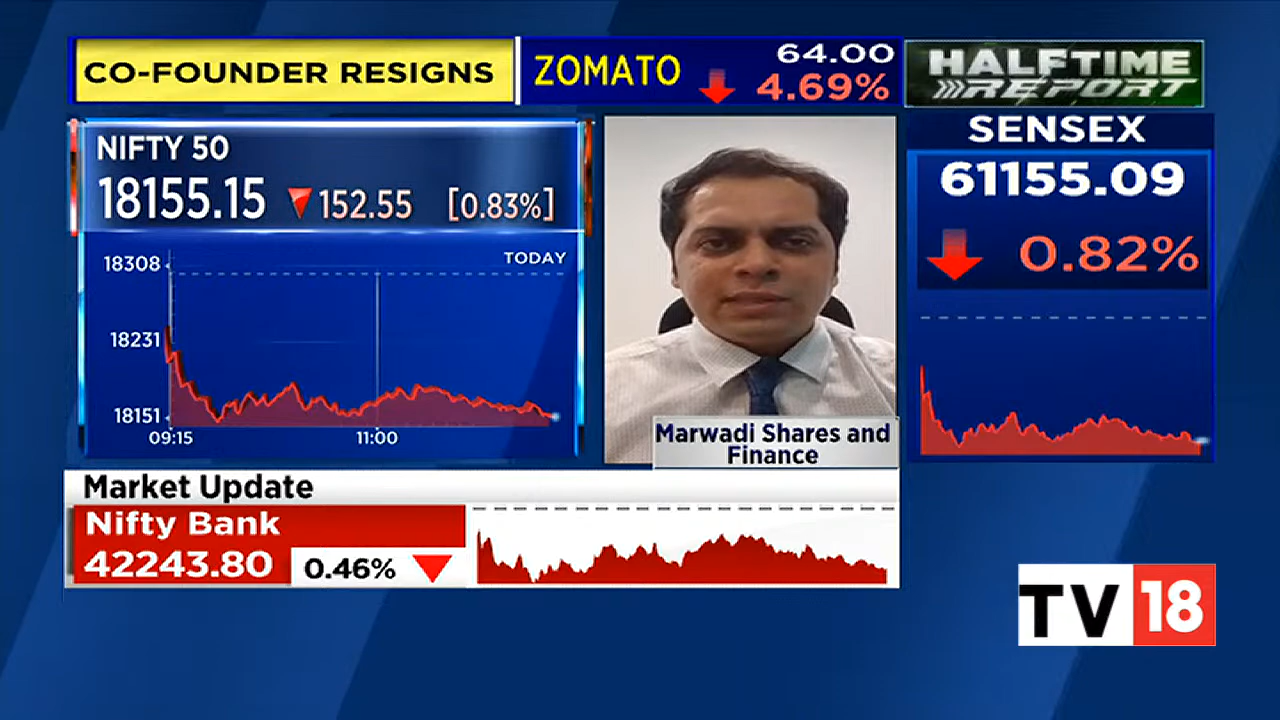 CO-FOUNDER RESIGNS
ZOMATO
64.00
4.69%
HALFTIME
REPORT
NIFTY 50
18155.15 152.55 [0.83%]
TODAY
18308
18231
18151
09:15 11:00
Marwadi Shares and
Finance
SENSEX
61155.09
0.82%
Market Update
Nifty Bank
42243.80 0.46%
TV 18